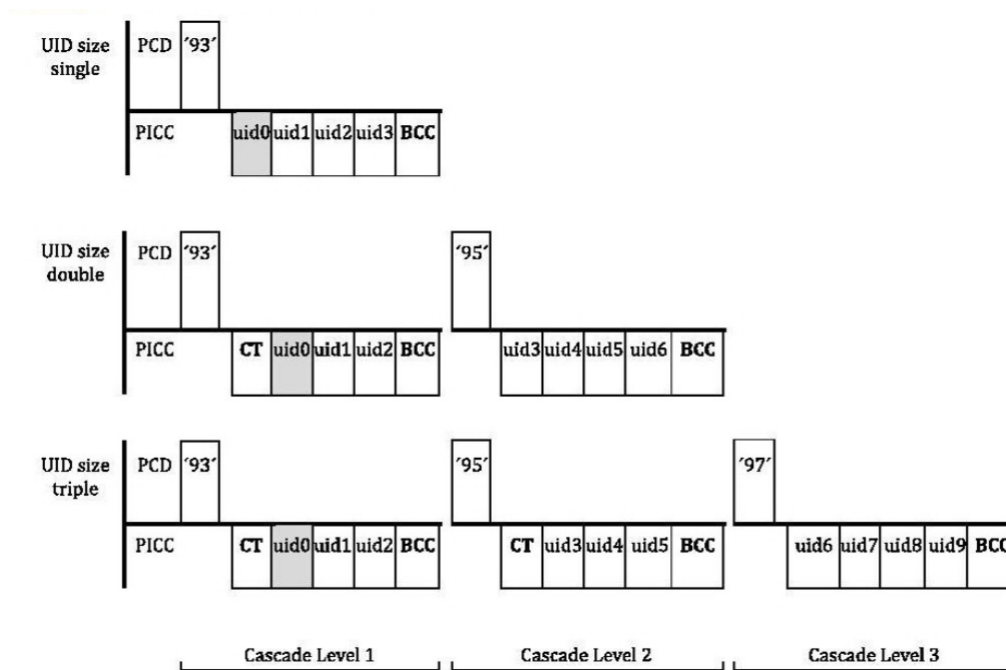 UID size single PCD ´93´
PICC uid0 uid1 uid2 uid3 BCC
UID size double PCD ´93´ ´95´
PICC CT uid0 uid1 uid2 BCC uid3 uid4 uid5 uid6 BCC
UID size triple PCD ´93´ ´95´ ´97´
PICC CT uid0 uid1 uid2 BCC CT uid3 uid4 uid5 BCC uid6 uid7 uid8 uid9 BCC
Cascade Level 1 Cascade Level 2 Cascade Level 3